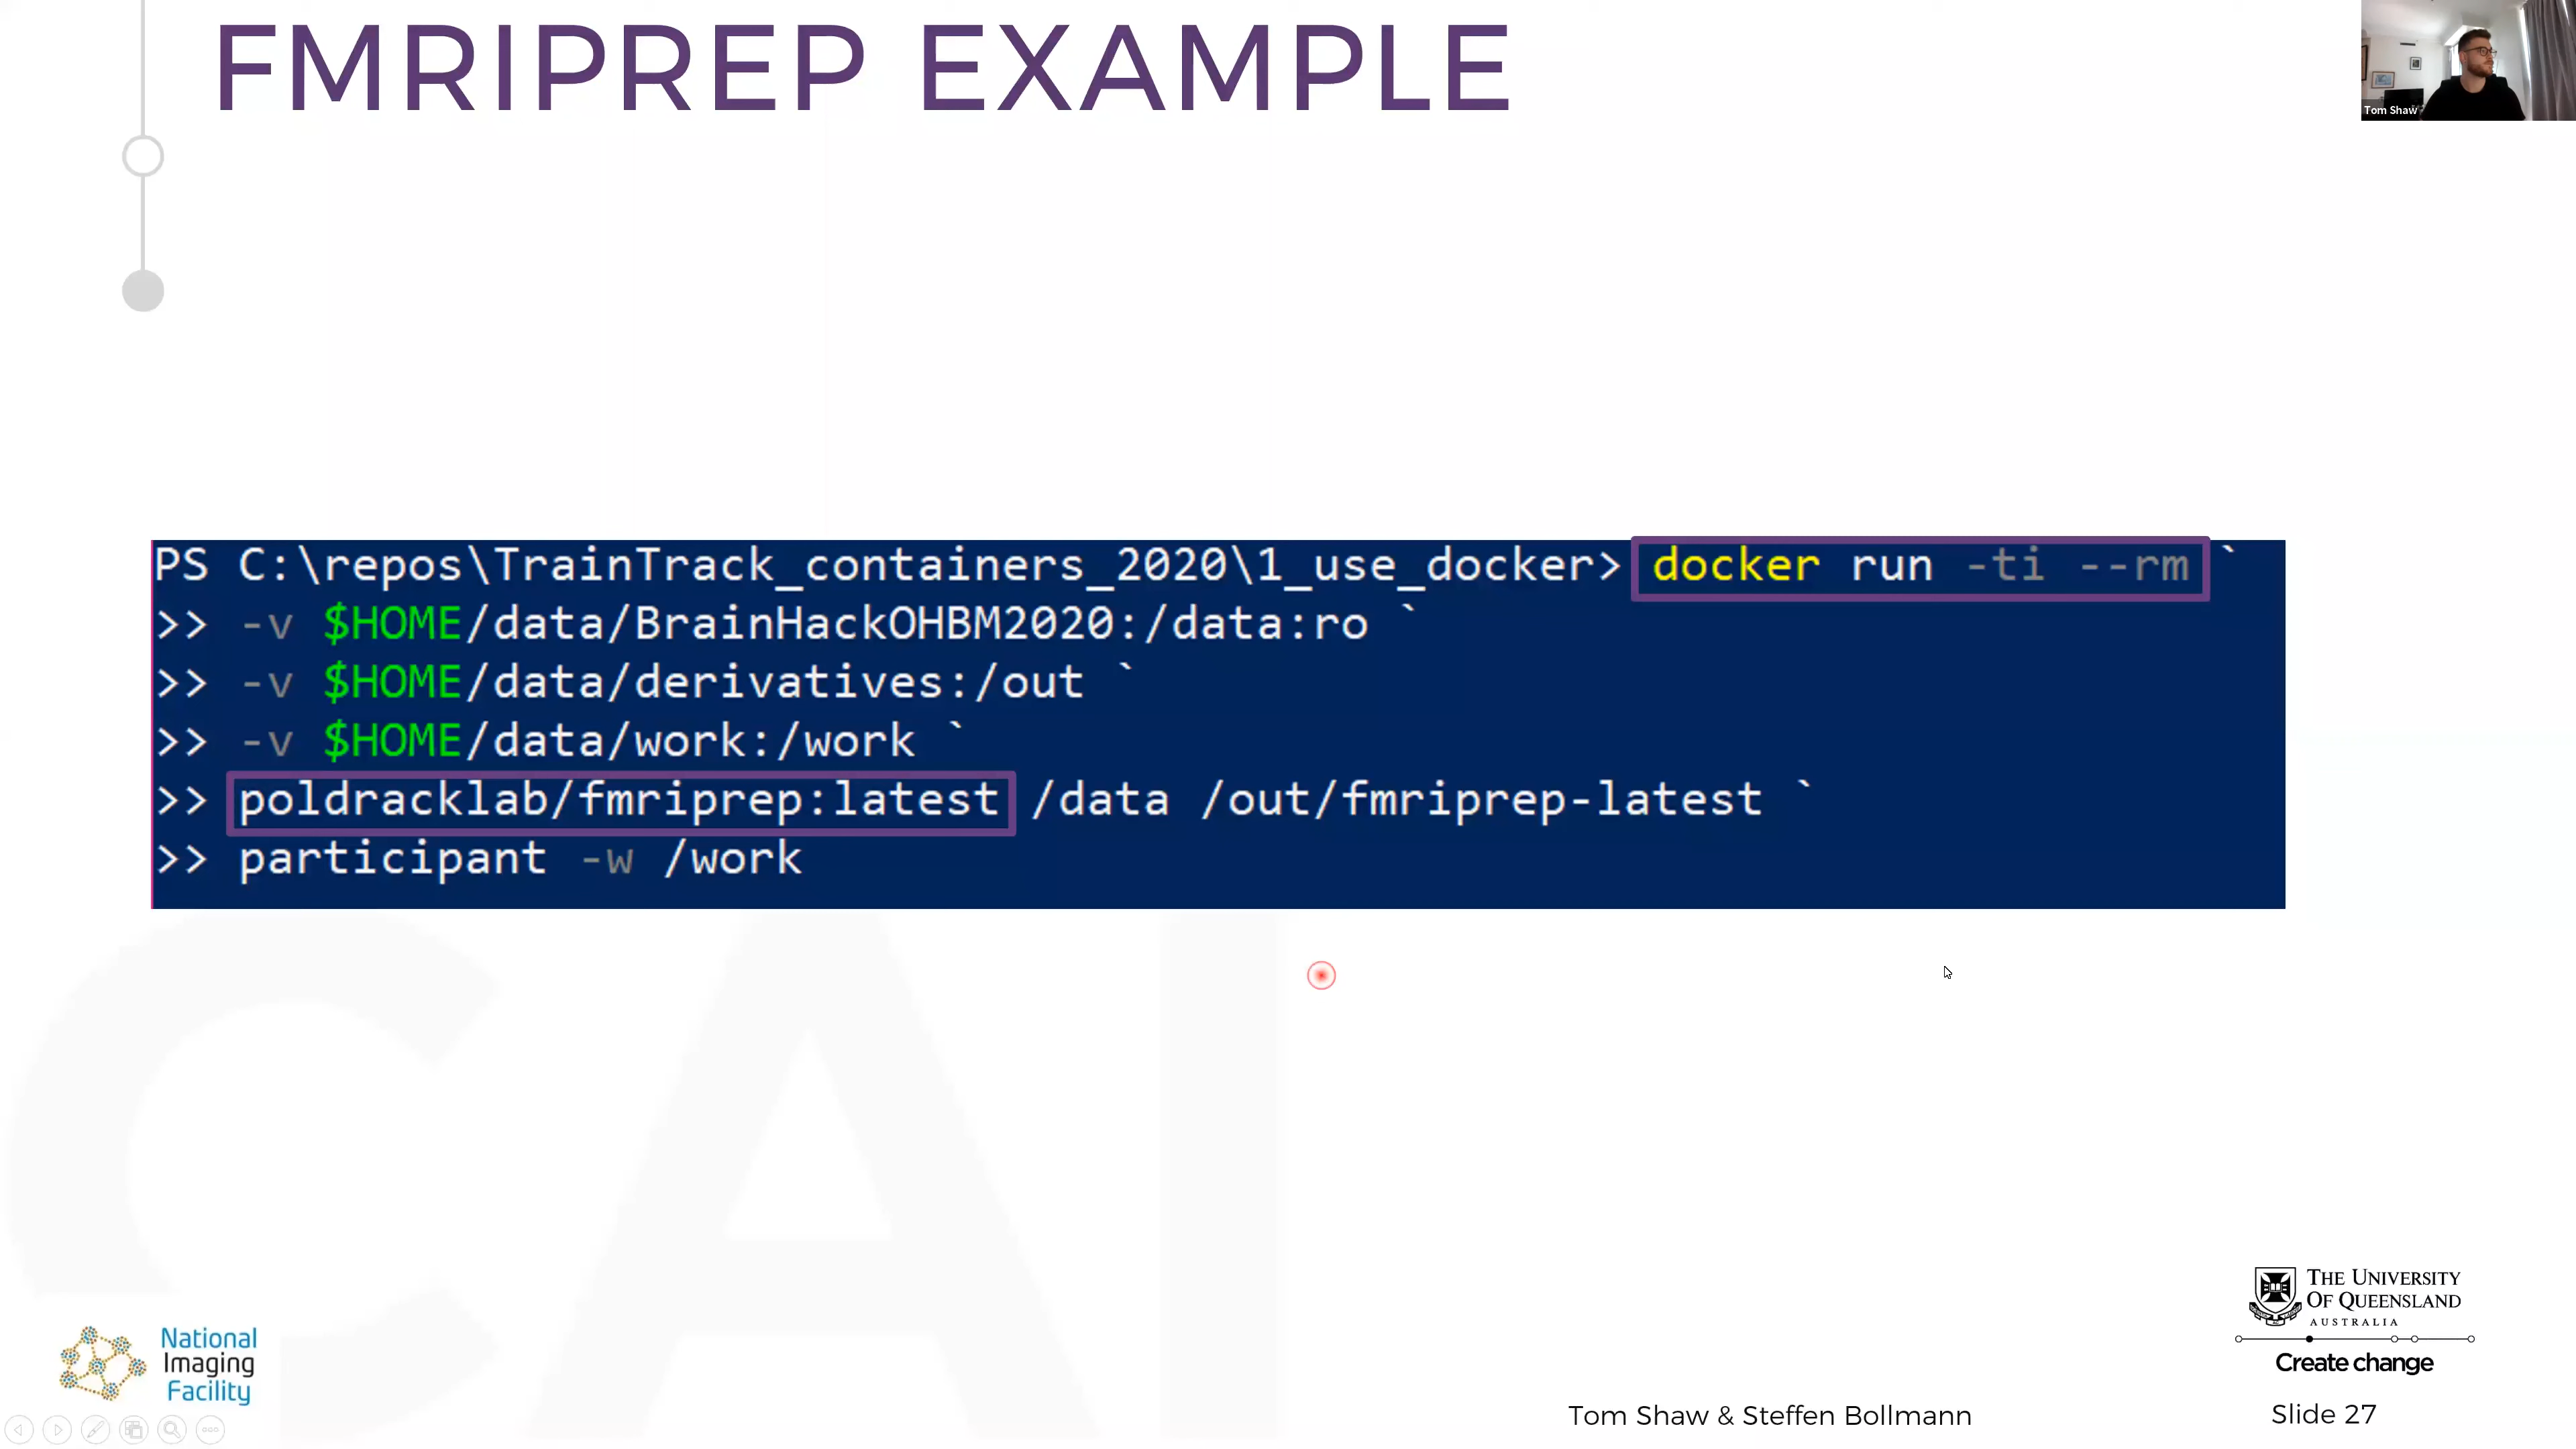 FMRIPREP EXAMPLE
Tom Shaw
PS C:\repos\TrainTrack_containers_2020\1_use_docker> docker run -ti --rm `
>> -v $HOME/data/BrainHackOHBM2020:/data:ro `
>> -v $HOME/data/derivatives:/out `
>> -v $HOME/data/work:/work `
>> poldracklab/fmriprep:latest /data /out/fmriprep-latest `
>> participant -w /work
CAI
National
Imaging
Facility
THE UNIVERSITY
OF QUEENSLAND
AUSTRALIA
Create change
Tom Shaw & Steffen Bollmann
Slide 27